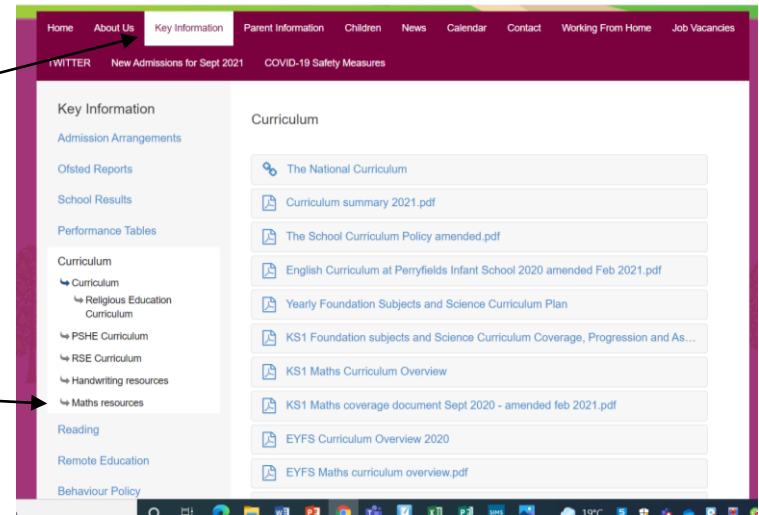 Home About Us Key Information Parent Information Children News Calendar Contact Working From Home Job Vacancies
TWITTER New Admissions for Sept 2021 COVID-19 Safety Measures
Key Information
Admission Arrangements
Ofsted Reports
School Results
Performance Tables
Curriculum
Curriculum
Religious Education
Curriculum
PSHE Curriculum
RSE Curriculum
Handwriting resources
Maths resources
Reading
Remote Education
Behaviour Policy
Curriculum
The National Curriculum
Curriculum summary 2021.pdf
The School Curriculum Policy amended.pdf
English Curriculum at Perryfields Infant School 2020 amended Feb 2021.pdf
Yearly Foundation Subjects and Science Curriculum Plan
KS1 Foundation subjects and Science Curriculum Coverage, Progression and As...
KS1 Maths Curriculum Overview
KS1 Maths coverage document Sept 2020 - amended feb 2021.pdf
EYFS Curriculum Overview 2020
EYFS Maths curriculum overview.pdf
19°C